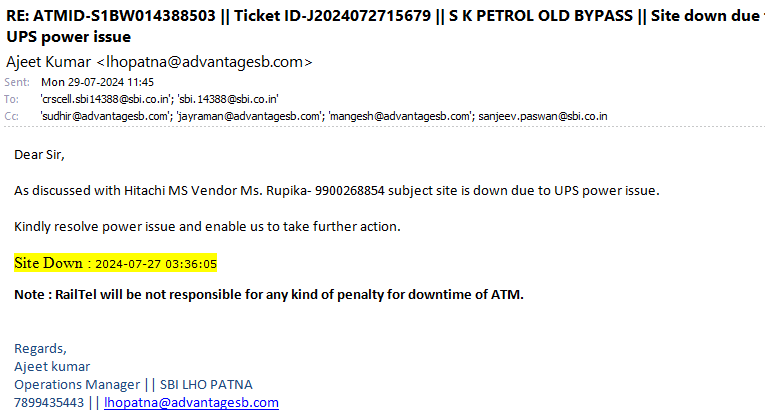 RE: ATMID-S1BW014388503 || Ticket ID-J2024072715679 || S K PETROL OLD BYPASS || Site down due
UPS power issue
Ajeet Kumar <lhopatna@advantagesb.com>
Sent: Mon 29-07-2024 11:45
To: 'crscell.sbi14388@sbi.co.in'; 'sbi.14388@sbi.co.in'
Cc: 'sudhir@advantagesb.com'; 'jayraman@advantagesb.com'; 'mangesh@advantagesb.com'; sanjeev.paswan@sbi.co.in
Dear Sir,
As discussed with Hitachi MS Vendor Ms. Rupika- 9900268854 subject site is down due to UPS power issue.
Kindly resolve power issue and enable us to take further action.
Site Down : 2024-07-27 03:36:05
Note : RailTel will be not responsible for any kind of penalty for downtime of ATM.
Regards,
Ajeet kumar
Operations Manager || SBI LHO PATNA
7899435443 || lhopatna@advantagesb.com